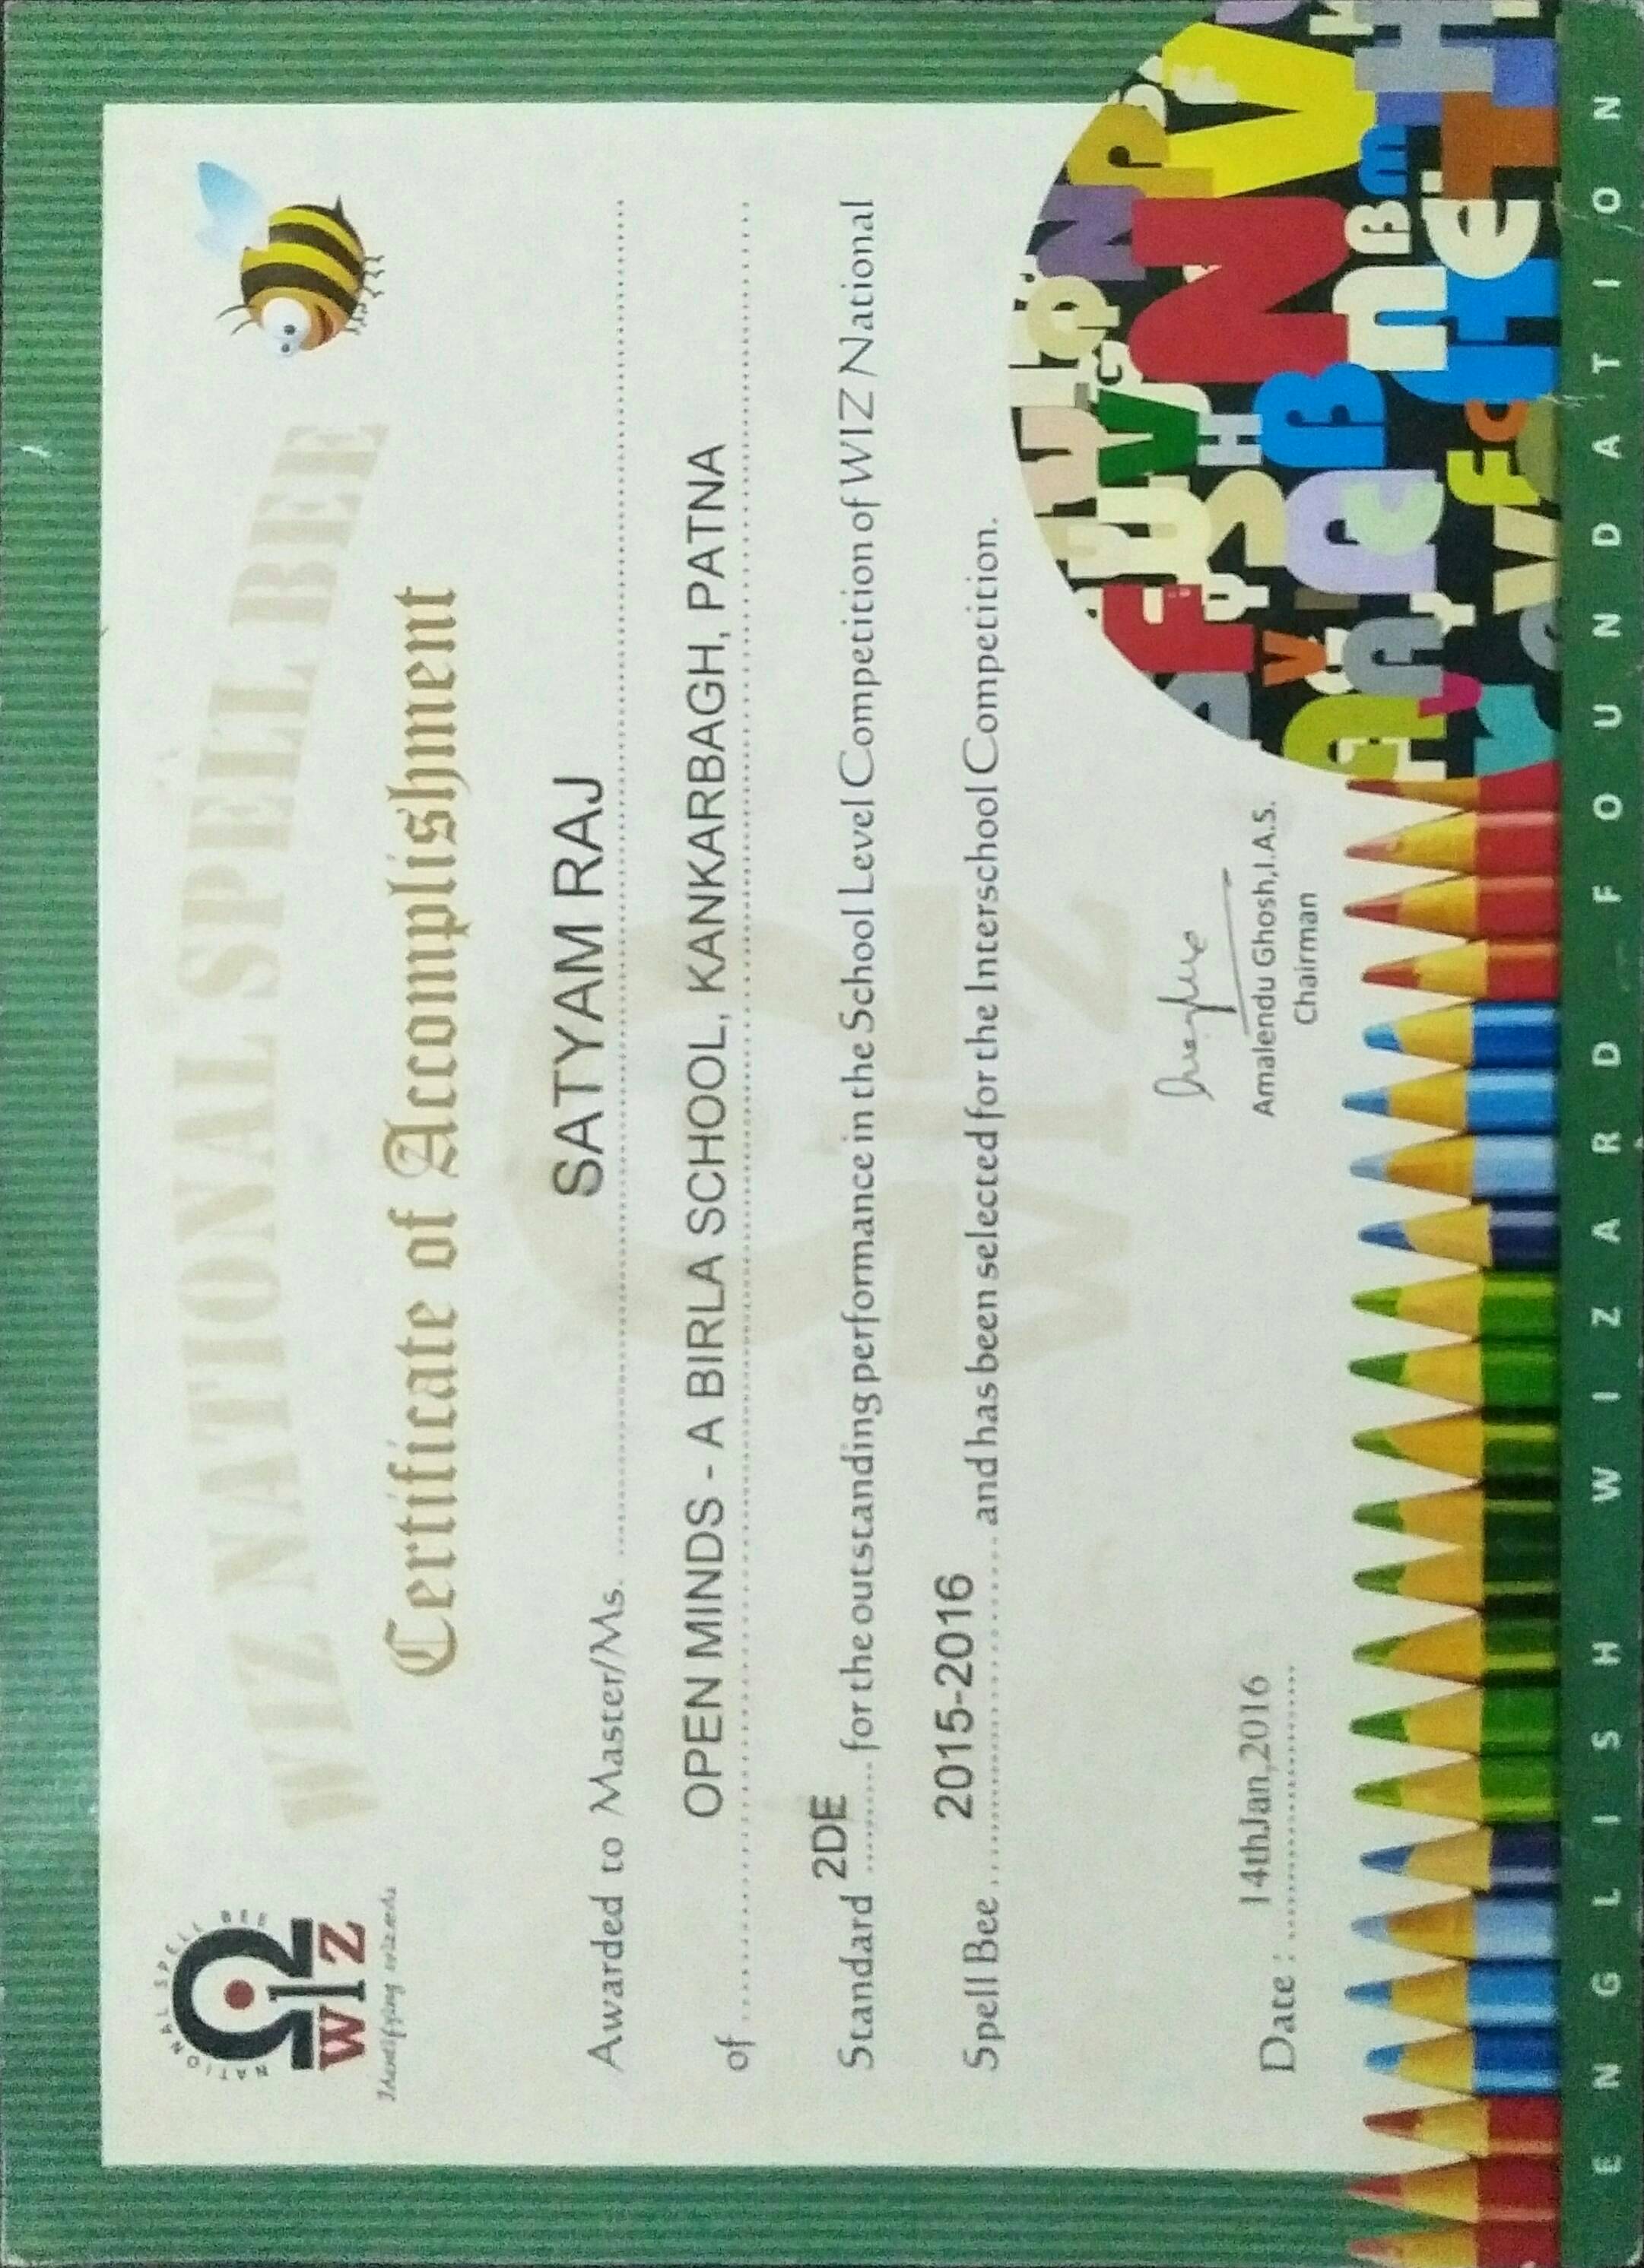 NATIONAL SPELL BEE
WIZ
Identifying wizards
WIZ NATIONAL SPELL BEE
Certificate of Accomplishment
Awarded to Master/Ms. SATYAM RAJ
of OPEN MINDS - A BIRLA SCHOOL, KANKARBAGH, PATNA
Standard 2DE for the outstanding performance in the School Level Competition of WIZ National
Spell Bee 2015-2016 and has been selected for the Interschool Competition.
WIZ
Date : 14thJan,2016
Amalendu Ghosh,I.A.S.
Chairman
ENGLISH WIZARD FOUNDATION